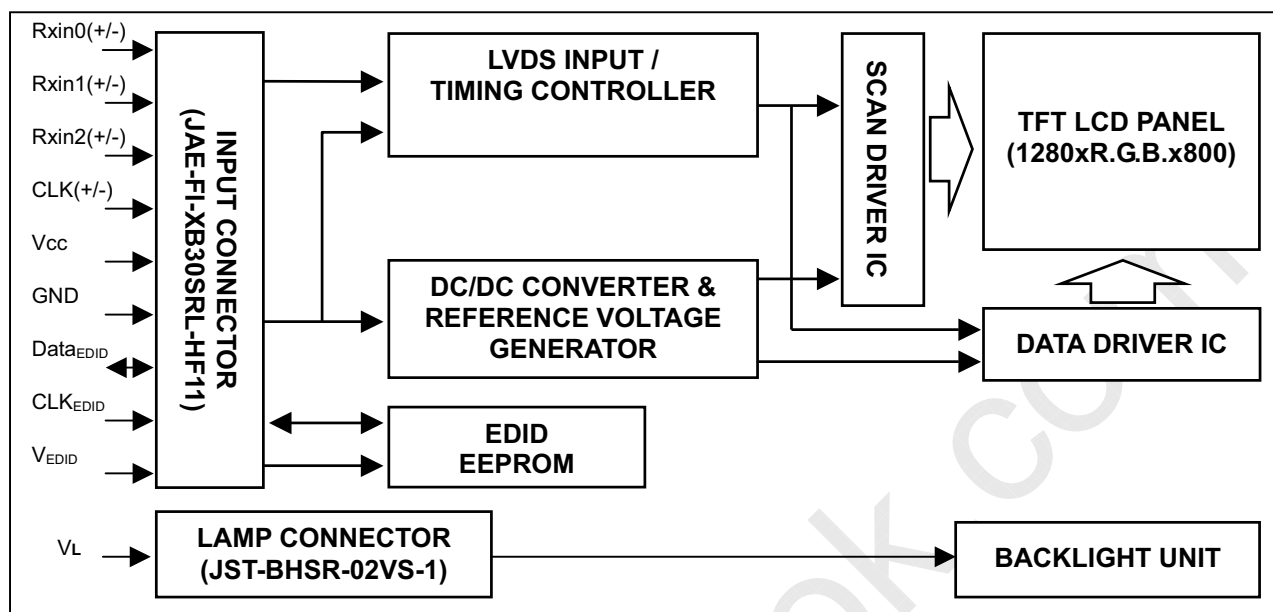 Rxin0(+/-)
Rxin1(+/-)
Rxin2(+/-)
CLK(+/-)
Vcc
GND
DataEDID
CLKEDID
VEDID
VL
INPUT CONNECTOR
(JAE-FI-XB30SRL-HF11)
LVDS INPUT /
TIMING CONTROLLER
DC/DC CONVERTER &
REFERENCE VOLTAGE
GENERATOR
EDID
EEPROM
SCAN DRIVER IC
TFT LCD PANEL
(1280xR.G.B.x800)
DATA DRIVER IC
LAMP CONNECTOR
(JST-BHSR-02VS-1)
BACKLIGHT UNIT